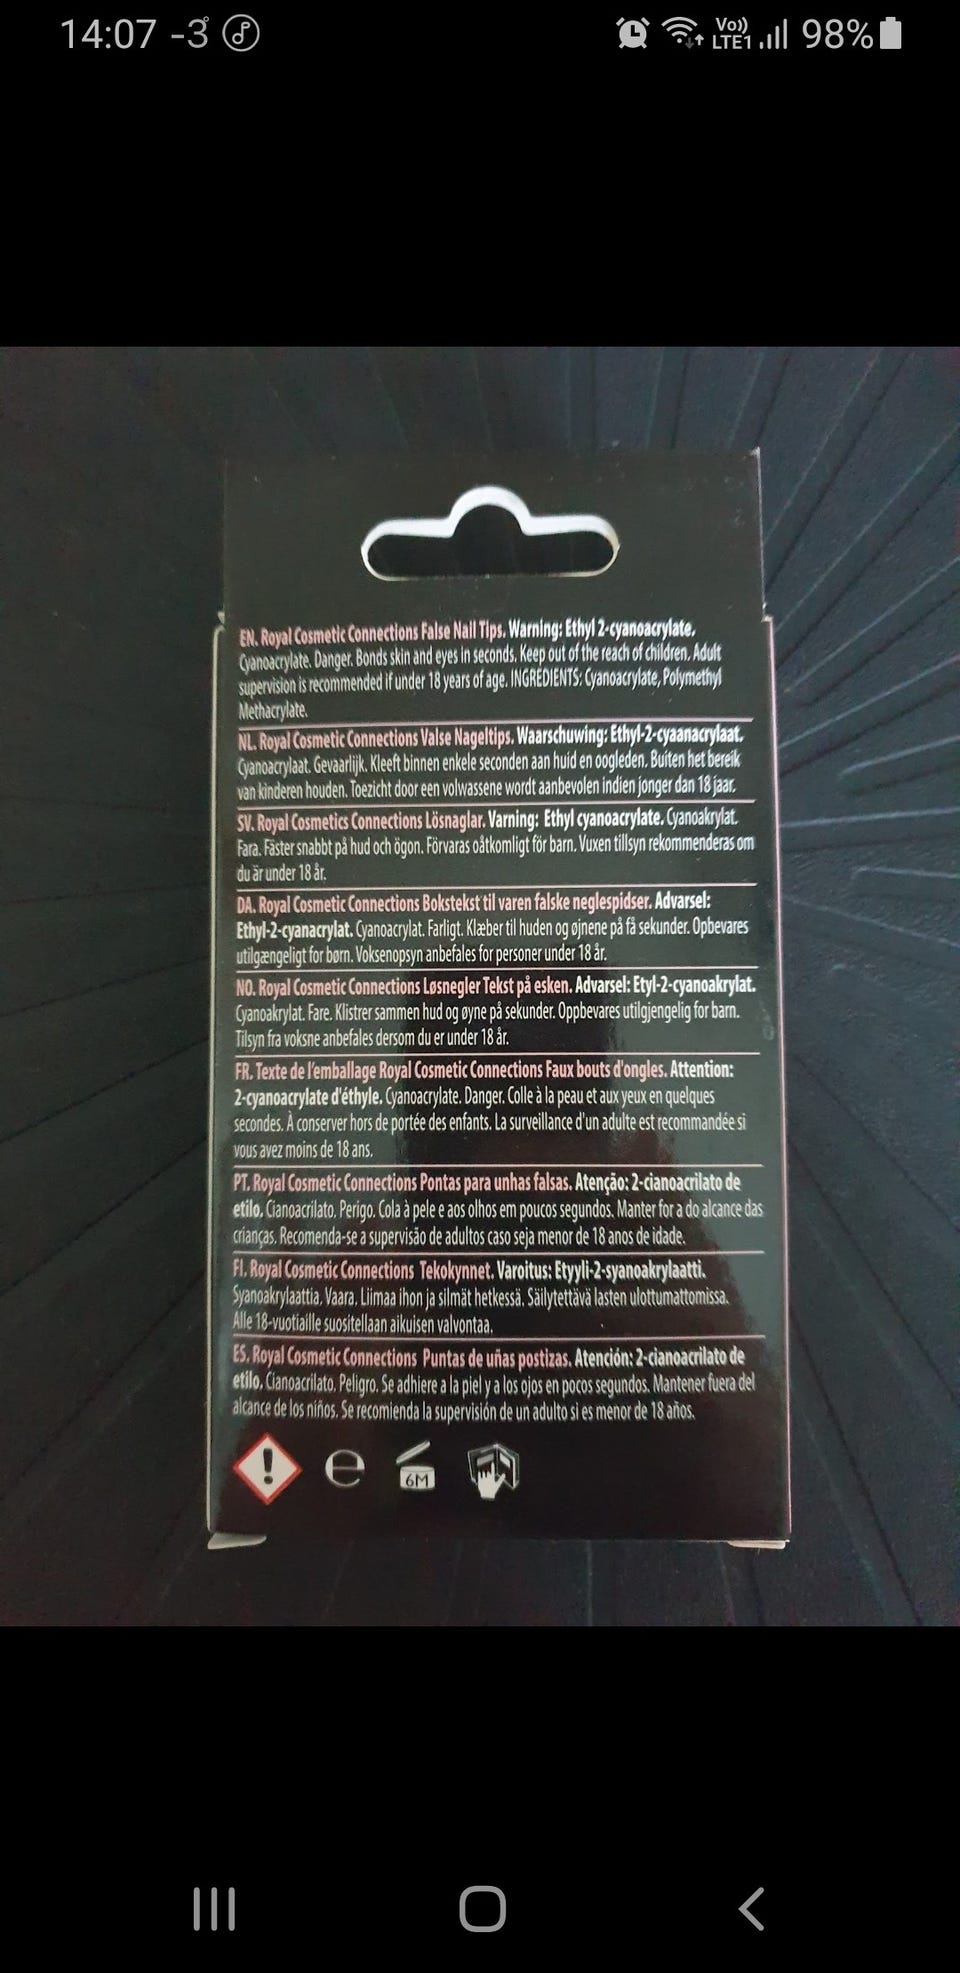 14:07 -3° Vo)) LTE1 98%
EN. Royal Cosmetic Connections False Nail Tips. Warning: Ethyl 2-cyanoacrylate.
Cyanoacrylate. Danger. Bonds skin and eyes in seconds. Keep out of the reach of children. Adult
supervision is recommended if under 18 years of age. INGREDIENTS: Cyanoacrylate, Polymethyl
Methacrylate.
NL. Royal Cosmetic Connections Valse Nageltips. Waarschuwing: Ethyl-2-cyaanacrylaat.
Cyanoacrylaat. Gevaarlijk. Kleeft binnen enkele seconden aan huid en oogleden. Buiten het bereik
van kinderen houden. Toezicht door een volwassene wordt aanbevolen indien jonger dan 18 jaar.
SV. Royal Cosmetics Connections Lösnaglar. Varning: Ethyl cyanoacrylate. Cyanoakrylat.
Fara. Fäster snabbt på hud och ögon. Förvaras oåtkomligt för barn. Vuxen tillsyn rekommenderas om
du är under 18 år.
DA. Royal Cosmetic Connections Bokstekst til varen falske neglespidser. Advarsel:
Ethyl-2-cyanacrylat. Cyanoacrylat. Farligt. Klæber til huden og øjnene på få sekunder. Opbevares
utilgængeligt for børn. Voksenopsyn anbefales for personer under 18 år.
NO. Royal Cosmetic Connections Løsnegler Tekst på esken. Advarsel: Etyl-2-cyanoakrylat.
Cyanoakrylat. Fare. Klistrer sammen hud og øyne på sekunder. Oppbevares utilgjengelig for barn.
Tilsyn fra voksne anbefales dersom du er under 18 år.
FR. Texte de l'emballage Royal Cosmetic Connections Faux bouts d'ongles. Attention:
2-cyanoacrylate d'éthyle. Cyanoacrylate. Danger. Colle à la peau et aux yeux en quelques
secondes. À conserver hors de portée des enfants. La surveillance d'un adulte est recommandée si
vous avez moins de 18 ans.
PT. Royal Cosmetic Connections Pontas para unhas falsas. Atenção: 2-cianoacrilato de
etilo. Cianoacrilato. Perigo. Cola à pele e aos olhos em poucos segundos. Manter for a do alcance das
crianças. Recomenda-se a supervisão de adultos caso seja menor de 18 anos de idade.
FI. Royal Cosmetic Connections Tekokynnet. Varoitus: Etyyli-2-syanoakrylaatti.
Syanoakrylaattia. Vaara. Liimaa ihon ja silmät hetkessä. Säilytettävä lasten ulottumattomissa.
Alle 18-vuotiaille suositellaan aikuisen valvontaa.
ES. Royal Cosmetic Connections Puntas de uñas postizas. Atención: 2-cianoacrilato de
etilo. Cianoacrilato. Peligro. Se adhiere a la piel y a los ojos en pocos segundos. Mantener fuera del
alcance de los niños. Se recomienda la supervisión de un adulto si es menor de 18 años.
e 6M